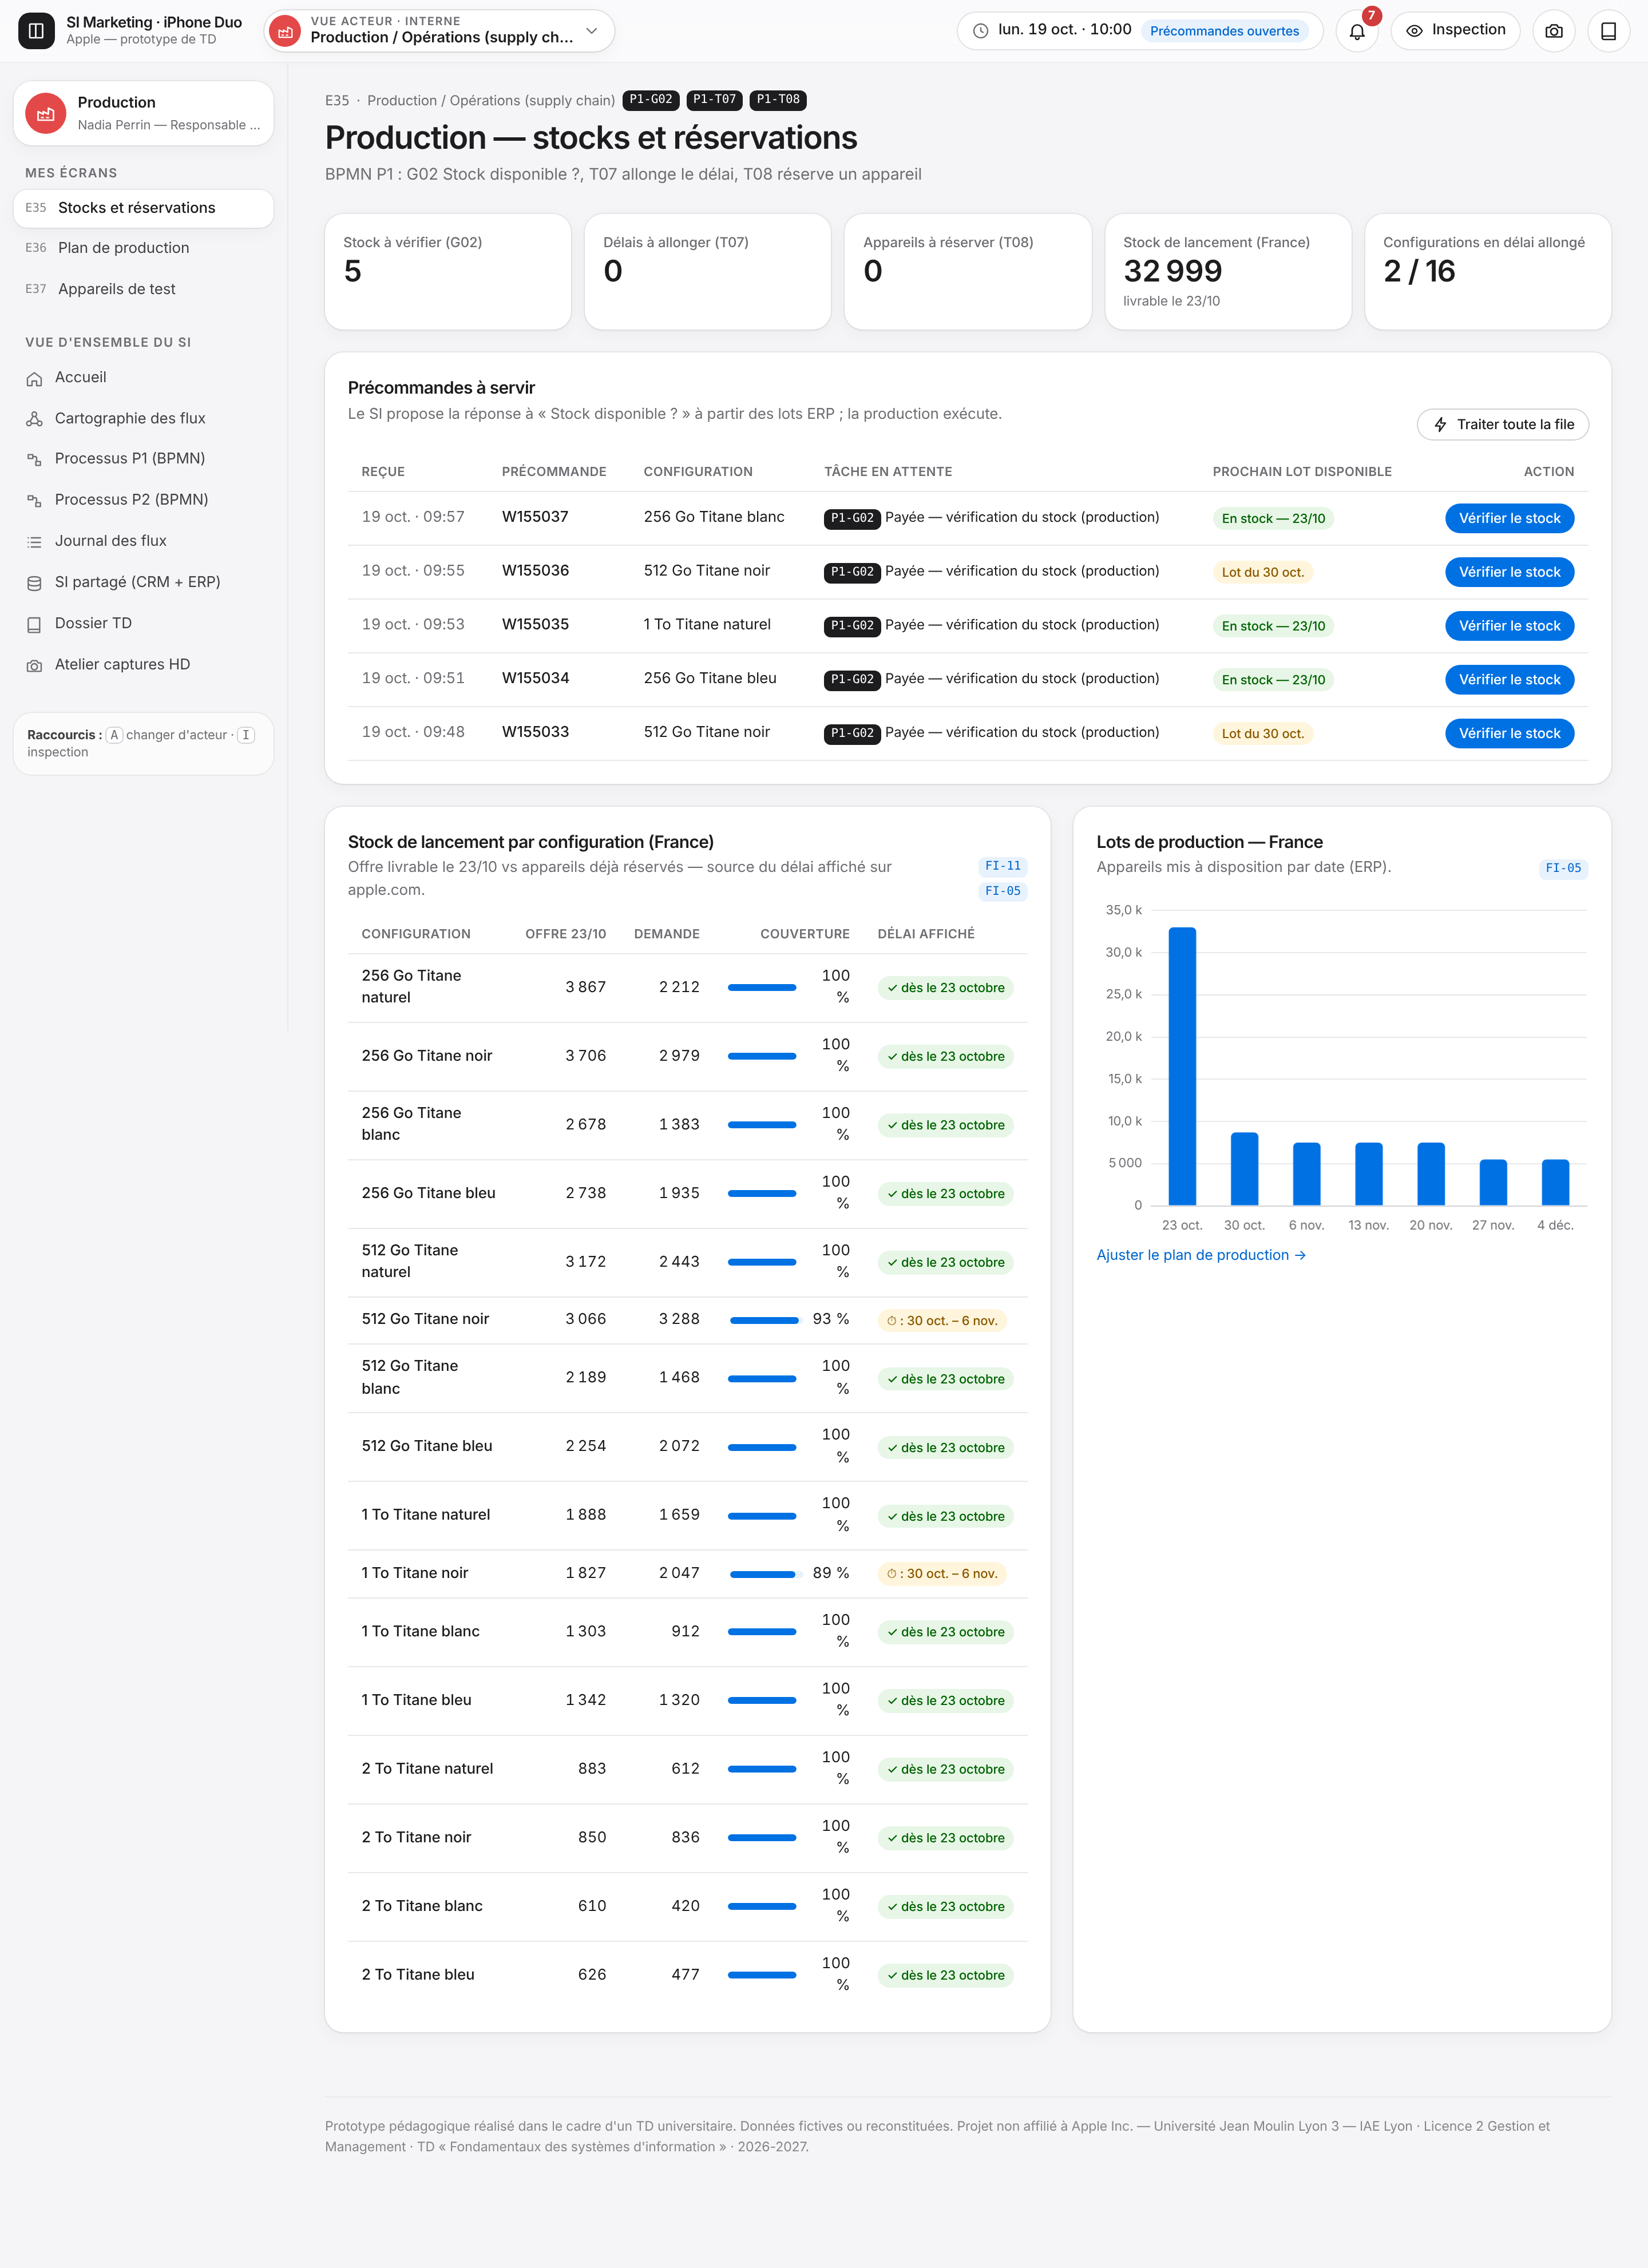 SI Marketing · iPhone Duo
Apple — prototype de TD
VUE ACTEUR · INTERNE
Production / Opérations (supply ch...
lun. 19 oct. · 10:00 Précommandes ouvertes
7
Inspection
Production
Nadia Perrin — Responsable ...
MES ÉCRANS
E35 Stocks et réservations
E36 Plan de production
E37 Appareils de test
VUE D'ENSEMBLE DU SI
Accueil
Cartographie des flux
Processus P1 (BPMN)
Processus P2 (BPMN)
Journal des flux
SI partagé (CRM + ERP)
Dossier TD
Atelier captures HD
Raccourcis : A changer d'acteur · I
inspection
E35 · Production / Opérations (supply chain) P1-G02 P1-T07 P1-T08
Production — stocks et réservations
BPMN P1 : G02 Stock disponible ?, T07 allonge le délai, T08 réserve un appareil
Stock à vérifier (G02)
5
Délais à allonger (T07)
0
Appareils à réserver (T08)
0
Stock de lancement (France)
32 999
livrable le 23/10
Configurations en délai allongé
2 / 16
Précommandes à servir
Le SI propose la réponse à « Stock disponible ? » à partir des lots ERP ; la production exécute.
Traiter toute la file
REÇUE PRÉCOMMANDE CONFIGURATION TÂCHE EN ATTENTE PROCHAIN LOT DISPONIBLE ACTION
19 oct. · 09:57 W155037 256 Go Titane blanc P1-G02 Payée — vérification du stock (production) En stock — 23/10 Vérifier le stock
19 oct. · 09:55 W155036 512 Go Titane noir P1-G02 Payée — vérification du stock (production) Lot du 30 oct. Vérifier le stock
19 oct. · 09:53 W155035 1 To Titane naturel P1-G02 Payée — vérification du stock (production) En stock — 23/10 Vérifier le stock
19 oct. · 09:51 W155034 256 Go Titane bleu P1-G02 Payée — vérification du stock (production) En stock — 23/10 Vérifier le stock
19 oct. · 09:48 W155033 512 Go Titane noir P1-G02 Payée — vérification du stock (production) Lot du 30 oct. Vérifier le stock
Stock de lancement par configuration (France)
Offre livrable le 23/10 vs appareils déjà réservés — source du délai affiché sur
apple.com.
FI-11
FI-05
CONFIGURATION OFFRE 23/10 DEMANDE COUVERTURE DÉLAI AFFICHÉ
256 Go Titane
naturel 3 867 2 212 100
% ✓ dès le 23 octobre
256 Go Titane noir 3 706 2 979 100
% ✓ dès le 23 octobre
256 Go Titane
blanc 2 678 1 383 100
% ✓ dès le 23 octobre
256 Go Titane bleu 2 738 1 935 100
% ✓ dès le 23 octobre
512 Go Titane
naturel 3 172 2 443 100
% ✓ dès le 23 octobre
512 Go Titane noir 3 066 3 288 93 % ⏱ : 30 oct. – 6 nov.
512 Go Titane
blanc 2 189 1 468 100
% ✓ dès le 23 octobre
512 Go Titane bleu 2 254 2 072 100
% ✓ dès le 23 octobre
1 To Titane naturel 1 888 1 659 100
% ✓ dès le 23 octobre
1 To Titane noir 1 827 2 047 89 % ⏱ : 30 oct. – 6 nov.
1 To Titane blanc 1 303 912 100
% ✓ dès le 23 octobre
1 To Titane bleu 1 342 1 320 100
% ✓ dès le 23 octobre
2 To Titane naturel 883 612 100
% ✓ dès le 23 octobre
2 To Titane noir 850 836 100
% ✓ dès le 23 octobre
2 To Titane blanc 610 420 100
% ✓ dès le 23 octobre
2 To Titane bleu 626 477 100
% ✓ dès le 23 octobre
Lots de production — France
Appareils mis à disposition par date (ERP).
FI-05
35,0 k
30,0 k
25,0 k
20,0 k
15,0 k
10,0 k
5 000
0
23 oct. 30 oct. 6 nov. 13 nov. 20 nov. 27 nov. 4 déc.
Ajuster le plan de production →
Prototype pédagogique réalisé dans le cadre d'un TD universitaire. Données fictives ou reconstituées. Projet non affilié à Apple Inc. — Université Jean Moulin Lyon 3 — IAE Lyon · Licence 2 Gestion et
Management · TD « Fondamentaux des systèmes d'information » · 2026-2027.